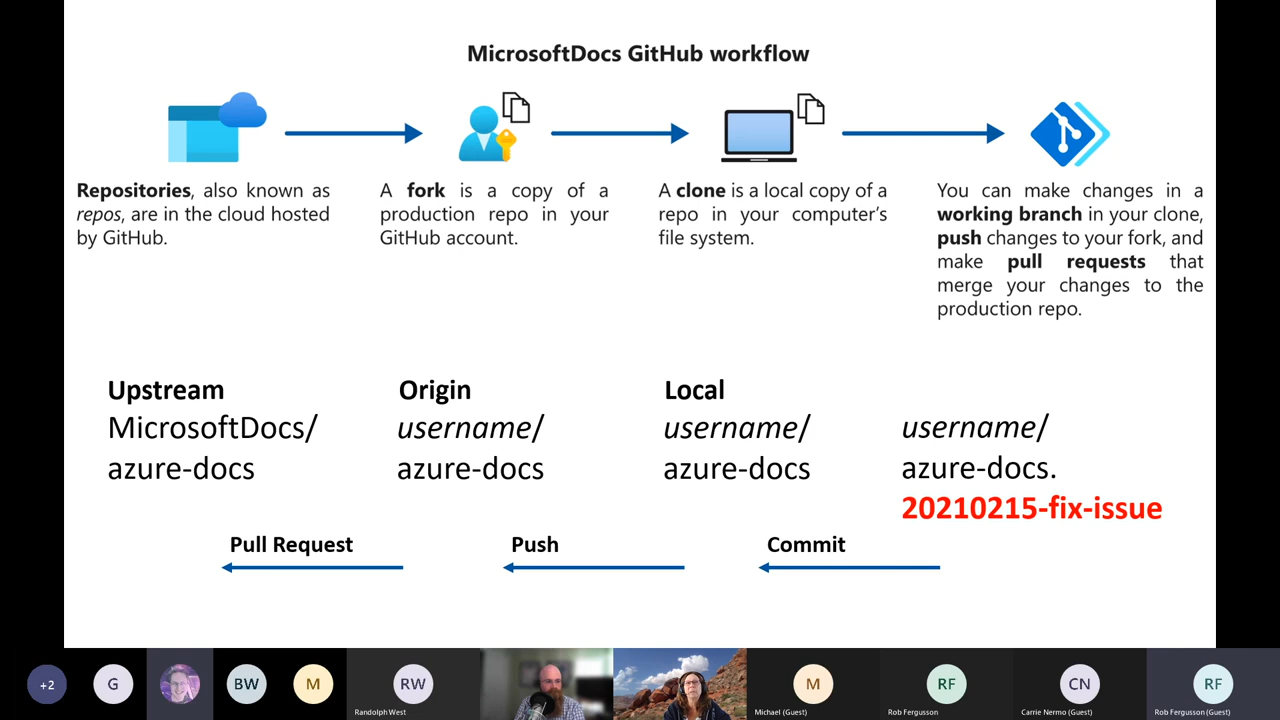 MicrosoftDocs GitHub workflow
Repositories, also known as
repos, are in the cloud hosted
by GitHub.
A fork is a copy of a
production repo in your
GitHub account.
A clone is a local copy of a
repo in your computer's
file system.
You can make changes in a
working branch in your clone,
push changes to your fork, and
make pull requests that
merge your changes to the
production repo.
Upstream
MicrosoftDocs/
azure-docs
Origin
username/
azure-docs
Local
username/
azure-docs
username/
azure-docs.
20210215-fix-issue
Pull Request
Push
Commit
+2
G
BW
M
RW
Randolph West
M
Michael (Guest)
RF
Rob Fergusson
CN
Carrie Nermo (Guest)
RF
Rob Fergusson (Guest)